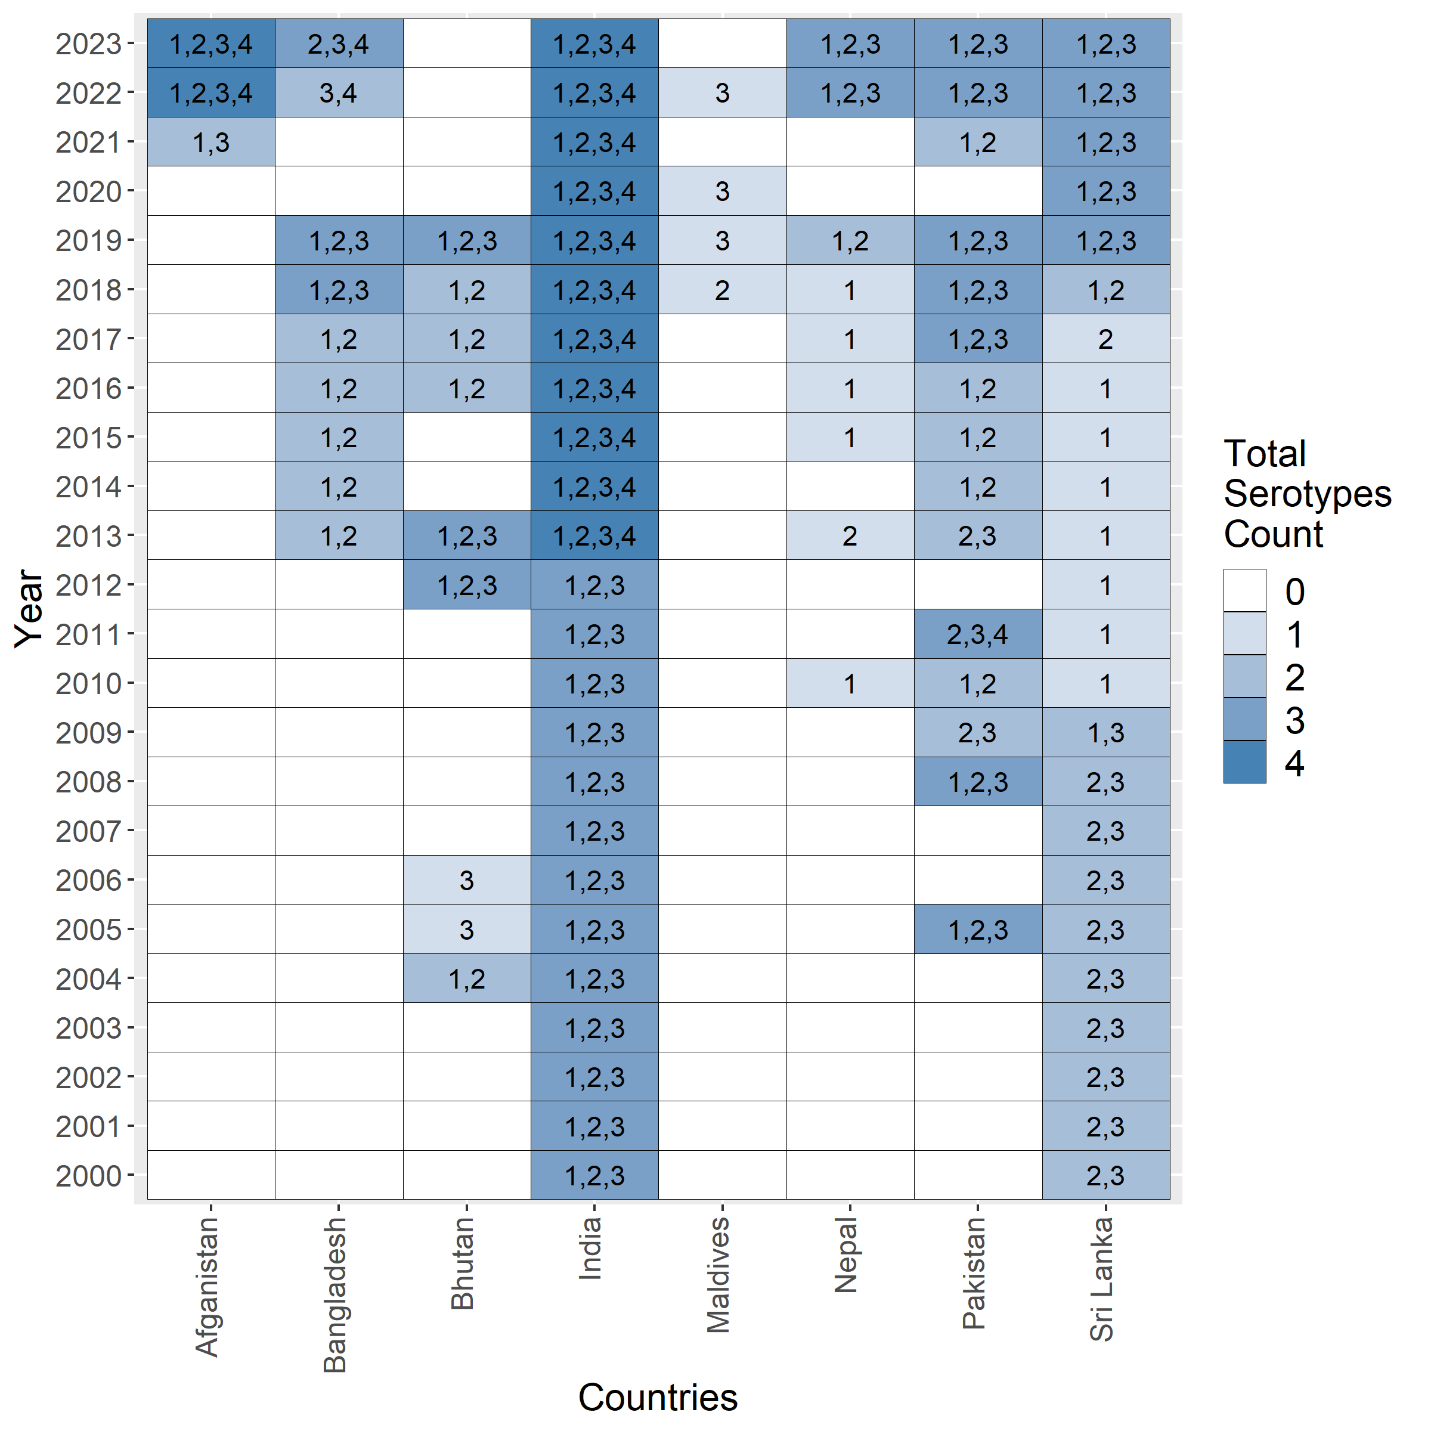 2023 1,2,3,4 2,3,4 1,2,3,4 1,2,3 1,2,3 1,2,3
2022 1,2,3,4 3,4 1,2,3,4 3 1,2,3 1,2,3 1,2,3
2021 1,3 1,2,3,4 1,2 1,2,3
2020 1,2,3,4 3 1,2,3
2019 1,2,3 1,2,3 1,2,3,4 3 1,2 1,2,3 1,2,3
2018 1,2,3 1,2 1,2,3,4 2 1 1,2,3 1,2
2017 1,2 1,2 1,2,3,4 1 1,2,3 2
2016 1,2 1,2 1,2,3,4 1 1,2 1
2015 1,2 1,2,3,4 1 1,2 1
2014 1,2 1,2,3,4 1,2 1
2013 1,2 1,2,3 1,2,3,4 2 2,3 1
2012 1,2,3 1,2,3 1
2011 1,2,3 2,3,4 1
2010 1,2,3 1 1,2 1
2009 1,2,3 2,3 1,3
2008 1,2,3 1,2,3 2,3
2007 1,2,3 2,3
2006 3 1,2,3 2,3
2005 3 1,2,3 1,2,3 2,3
2004 1,2 1,2,3 2,3
2003 1,2,3 2,3
2002 1,2,3 2,3
2001 1,2,3 2,3
2000 1,2,3 2,3
Year
Afganistan
Bangladesh
Bhutan
India
Maldives
Nepal
Pakistan
Sri Lanka
Countries
Total
Serotypes
Count
0
1
2
3
4